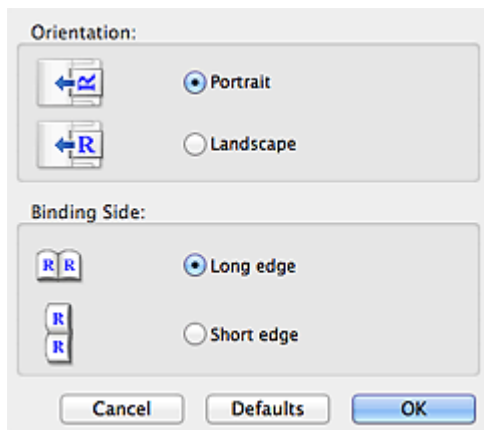 Orientation:
R
Portrait
R
Landscape
Binding Side:
R R
Long edge
R
R
Short edge
Cancel Defaults OK